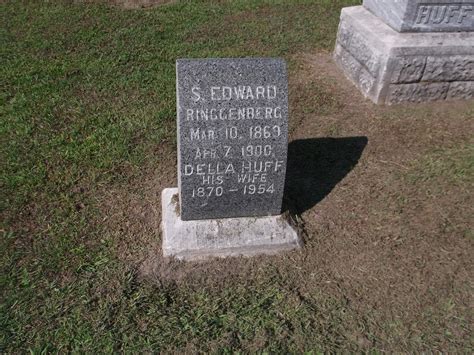 S. EDWARD
RINGGENBERG
MAR. 10, 1869
APR. 7, 1900.
DELLA HUFF
HIS WIFE
1870 - 1954
HUFF